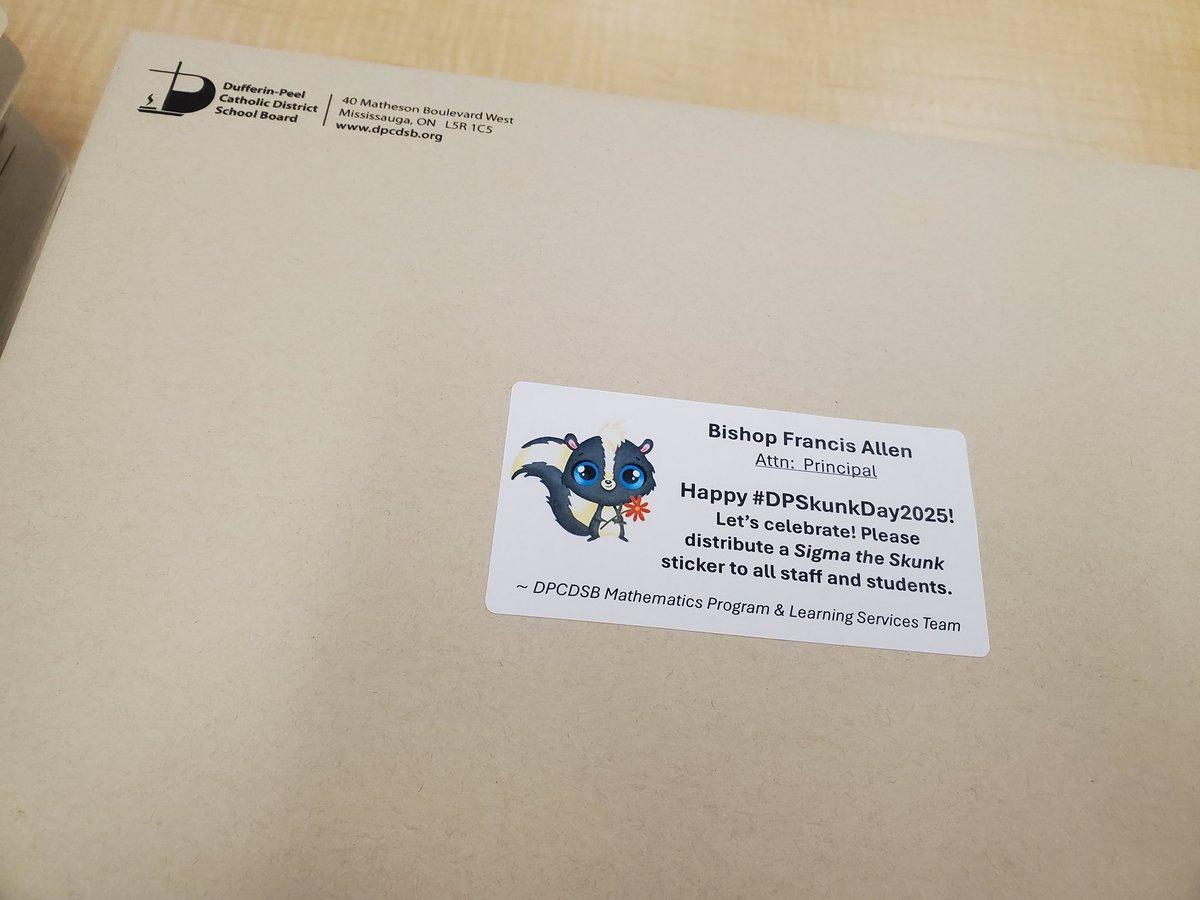 Dufferin-Peel
Catholic District
School Board
40 Matheson Boulevard West
Mississauga, ON L5R 1C5
www.dpcdsb.org
Bishop Francis Allen
Attn: Principal
Happy #DPSkunkDay2025!
Let's celebrate! Please
distribute a Sigma the Skunk
sticker to all staff and students.
~ DPCDSB Mathematics Program & Learning Services Team